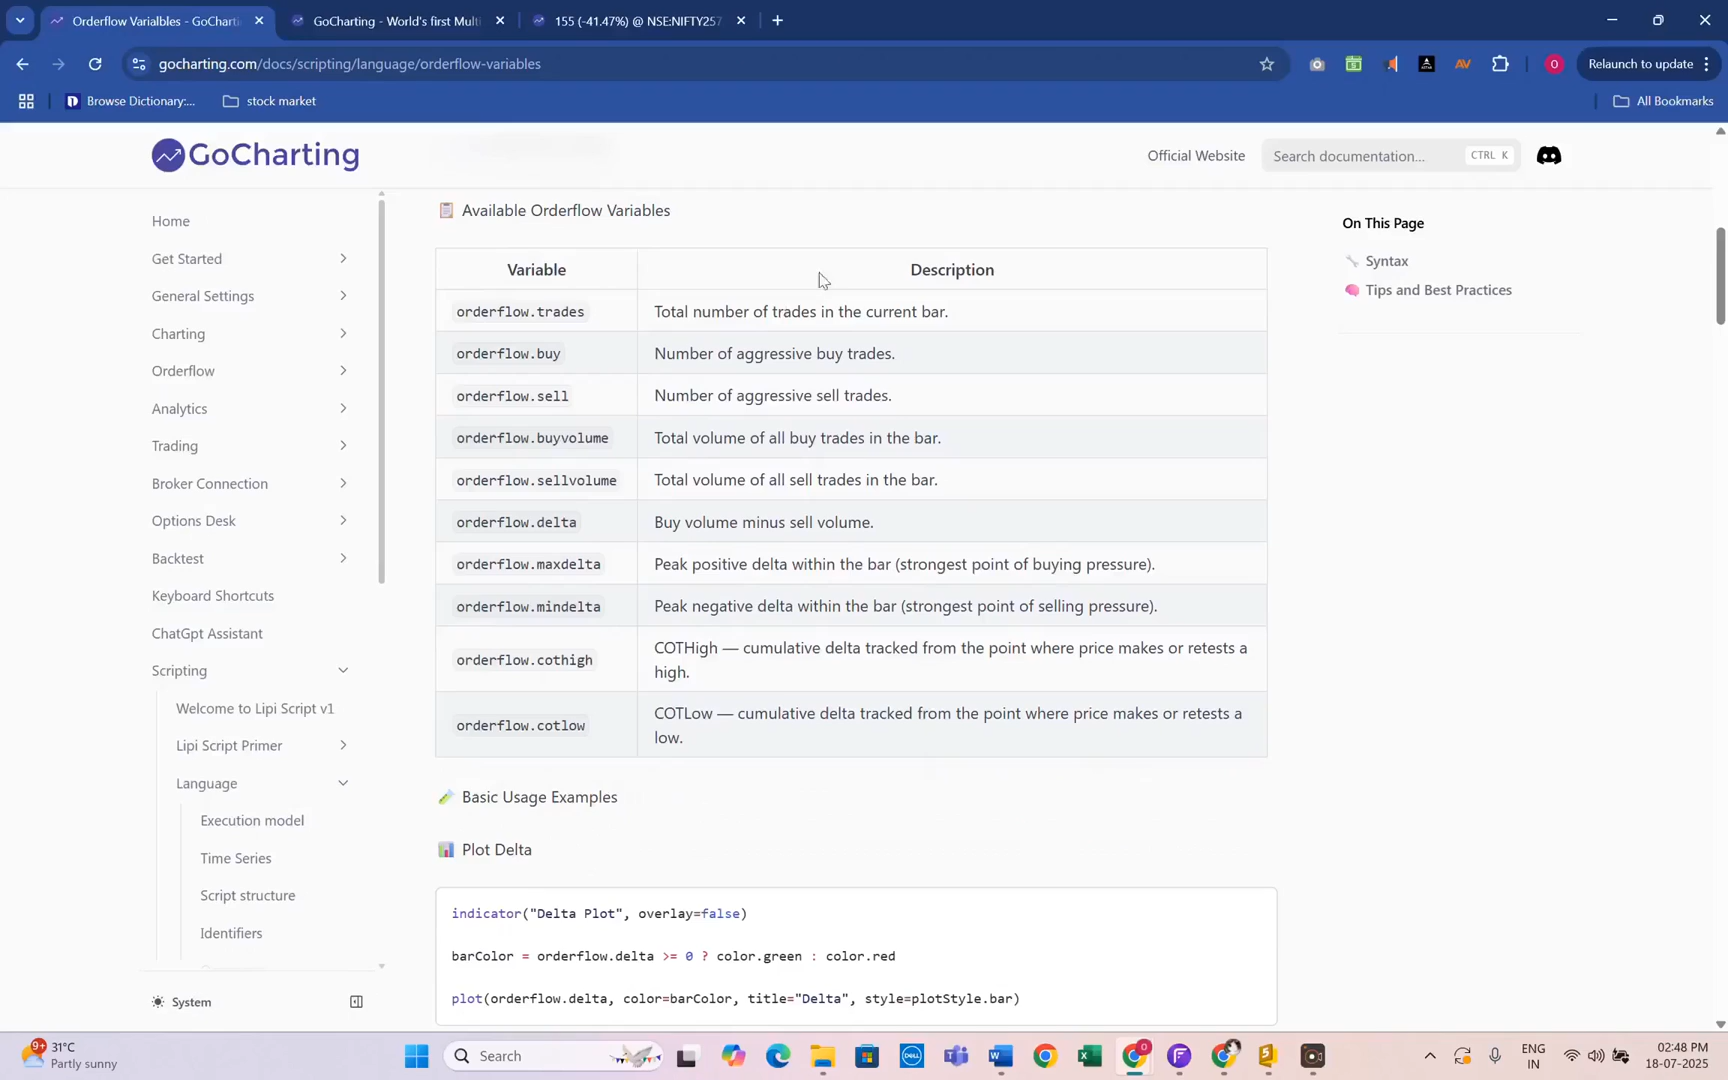 Orderflow Varialbles - GoCharti
GoCharting - World's first Multi
155 (-41.47%) @ NSE:NIFTY257
gocharting.com/docs/scripting/language/orderflow-variables
Relaunch to update
Browse Dictionary:...
stock market
All Bookmarks
GoCharting
Official Website
Search documentation...
CTRL K
Home
Get Started
General Settings
Charting
Orderflow
Analytics
Trading
Broker Connection
Options Desk
Backtest
Keyboard Shortcuts
ChatGpt Assistant
Scripting
Welcome to Lipi Script v1
Lipi Script Primer
Language
Execution model
Time Series
Script structure
Identifiers
System
📋 Available Orderflow Variables
Variable Description
orderflow.trades Total number of trades in the current bar.
orderflow.buy Number of aggressive buy trades.
orderflow.sell Number of aggressive sell trades.
orderflow.buyvolume Total volume of all buy trades in the bar.
orderflow.sellvolume Total volume of all sell trades in the bar.
orderflow.delta Buy volume minus sell volume.
orderflow.maxdelta Peak positive delta within the bar (strongest point of buying pressure).
orderflow.mindelta Peak negative delta within the bar (strongest point of selling pressure).
orderflow.cothigh COTHigh — cumulative delta tracked from the point where price makes or retests a
high.
orderflow.cotlow COTLow — cumulative delta tracked from the point where price makes or retests a
low.
Basic Usage Examples
Plot Delta
indicator("Delta Plot", overlay=false)
barColor = orderflow.delta >= 0 ? color.green : color.red
plot(orderflow.delta, color=barColor, title="Delta", style=plotStyle.bar)
On This Page
Syntax
Tips and Best Practices
9+
31°C
Partly sunny
Search
DELL
ENG
IN
02:48 PM
18-07-2025